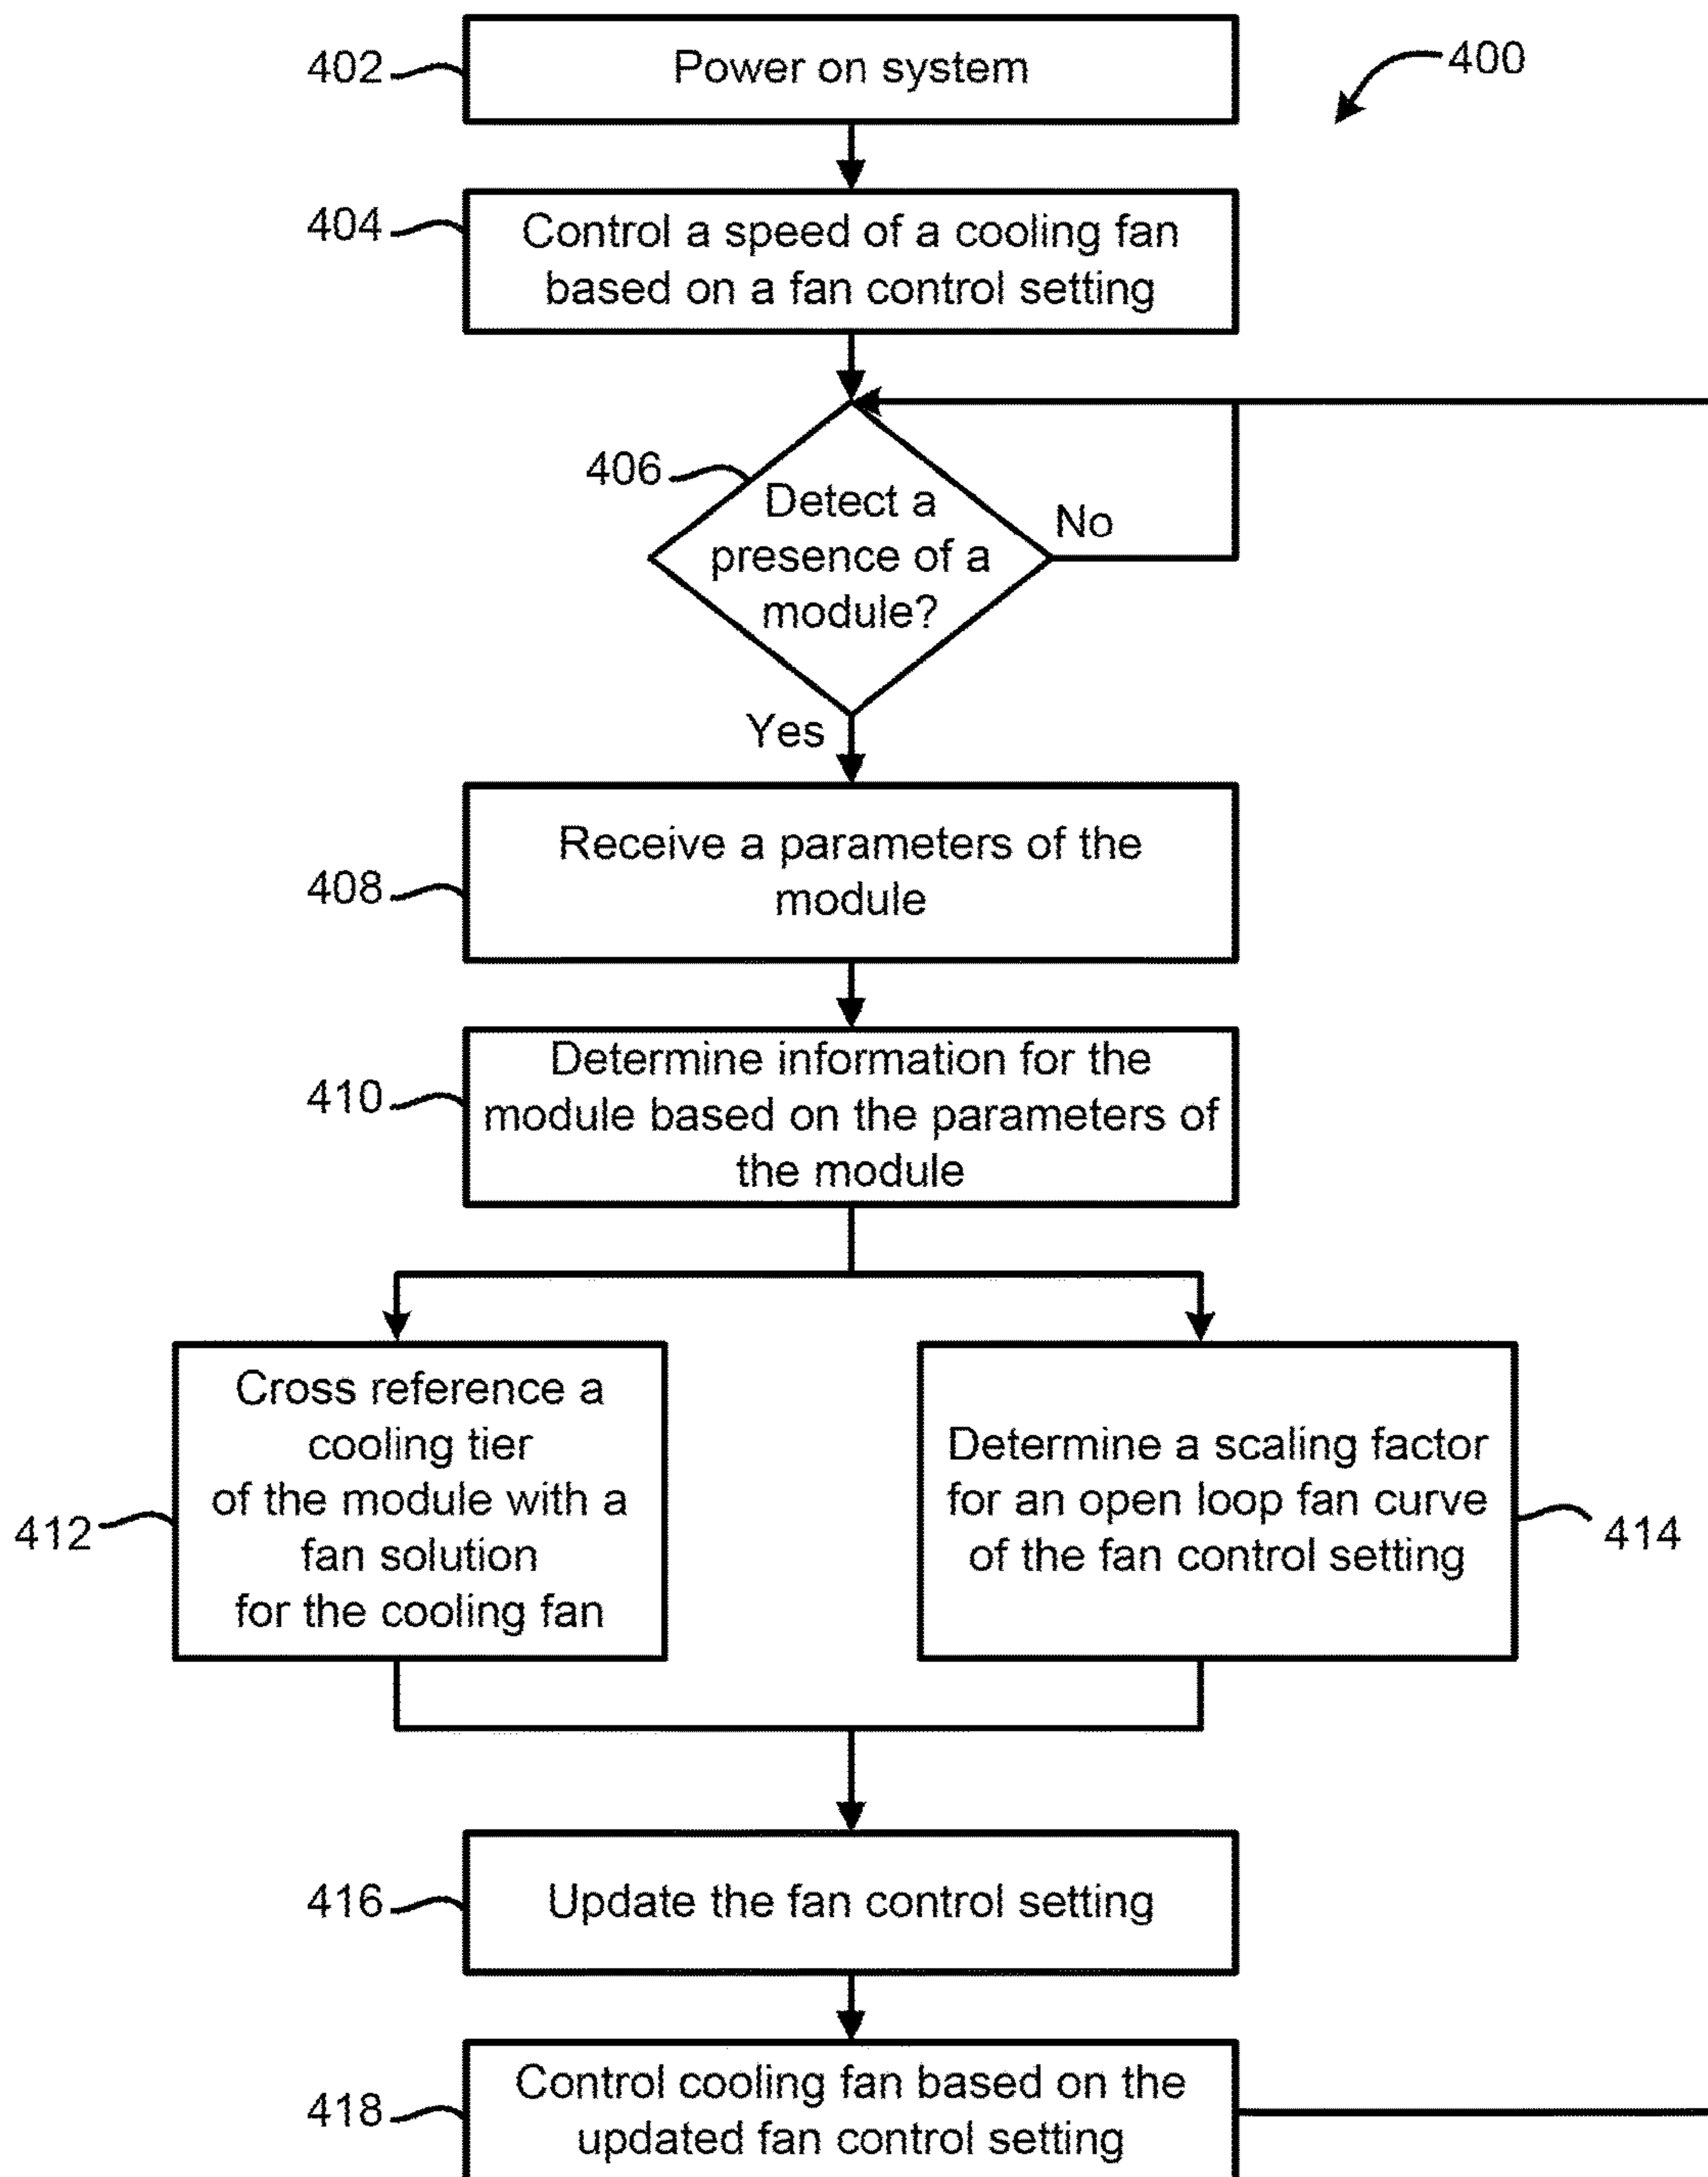 402
Power on system
400
404
Control a speed of a cooling fan
based on a fan control setting
406
Detect a
presence of a
module?
No
Yes
408
Receive a parameters of the
module
410
Determine information for the
module based on the parameters of
the module
412
Cross reference a
cooling tier
of the module with a
fan solution
for the cooling fan
Determine a scaling factor
for an open loop fan curve
of the fan control setting
414
416
Update the fan control setting
418
Control cooling fan based on the
updated fan control setting